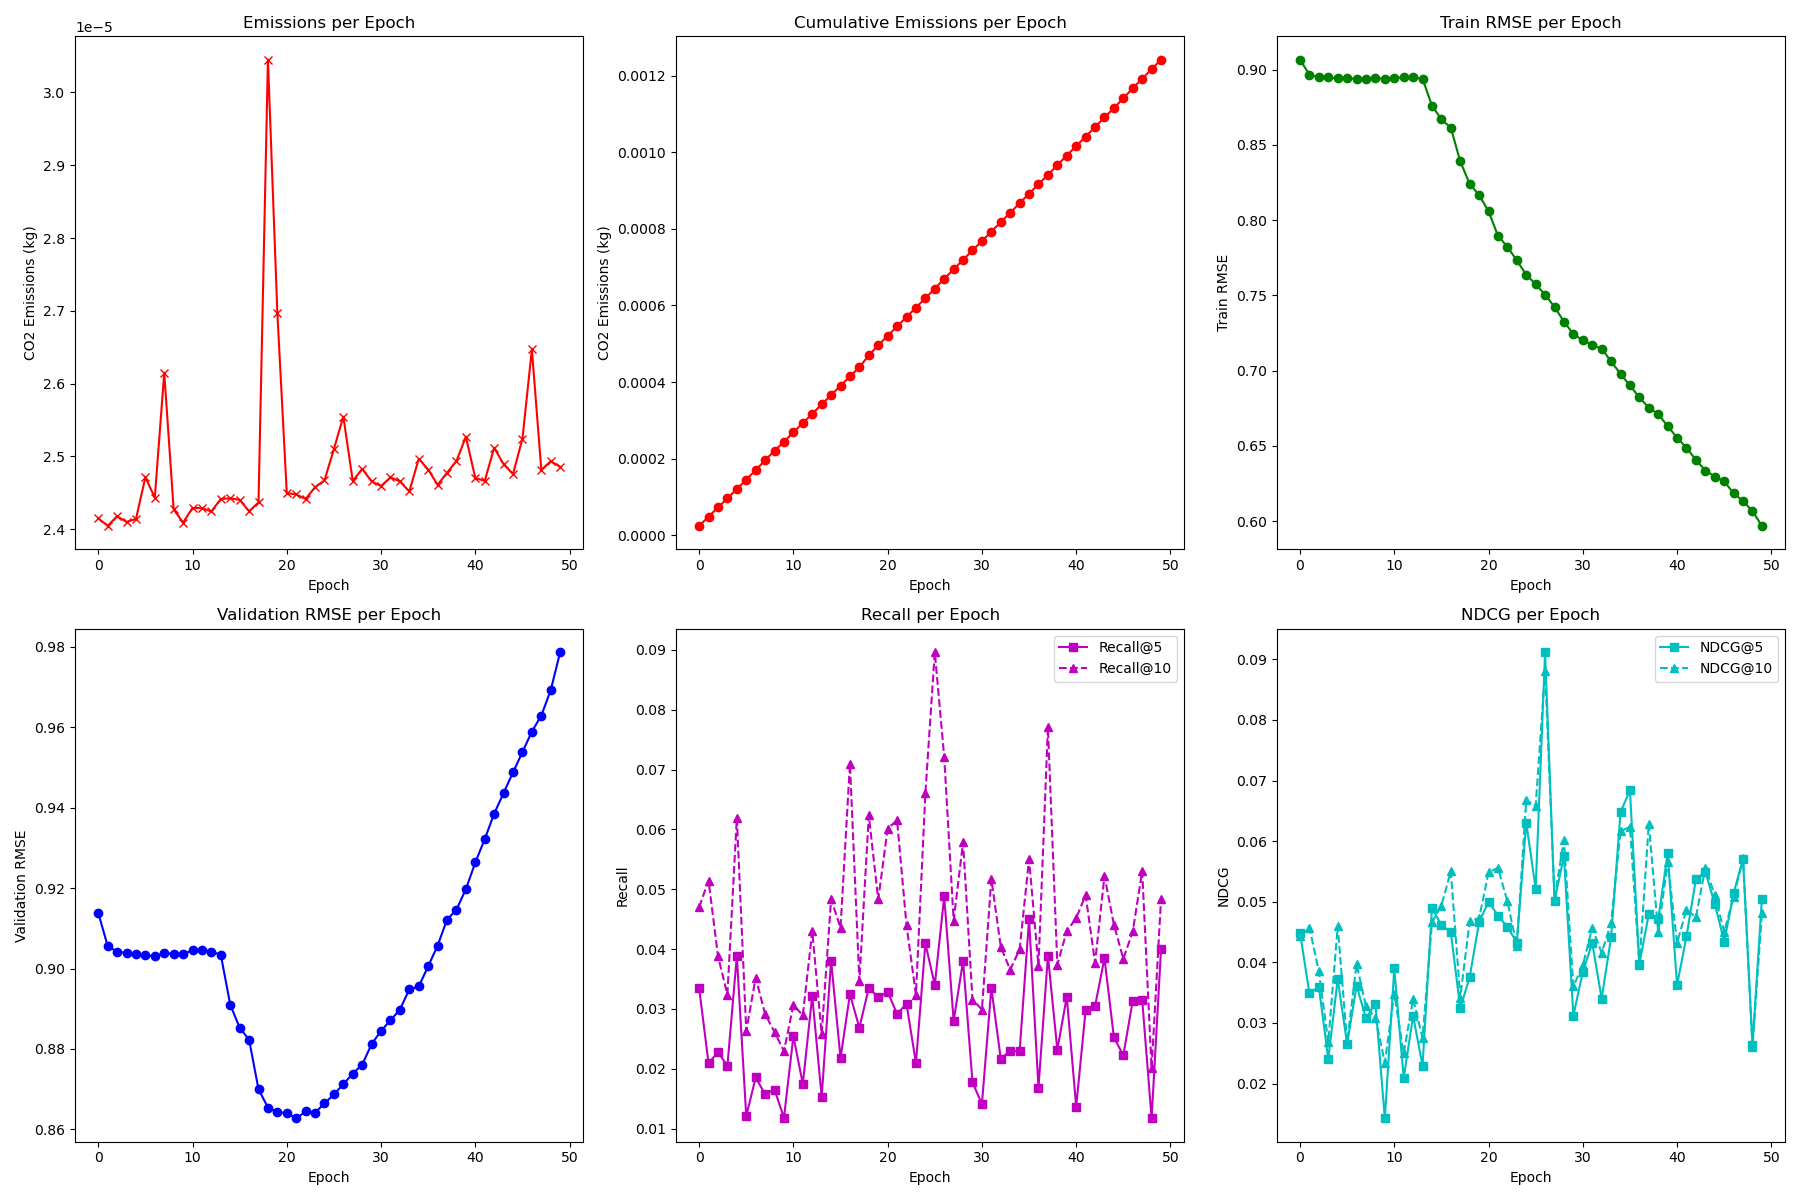 Emissions per Epoch
1e−5
3.0
2.9
2.8
2.7
2.6
2.5
2.4
CO2 Emissions (kg)
0 10 20 30 40 50
Epoch
Cumulative Emissions per Epoch
0.0012
0.0010
0.0008
0.0006
0.0004
0.0002
0.0000
CO2 Emissions (kg)
0 10 20 30 40 50
Epoch
Train RMSE per Epoch
0.90
0.85
0.80
0.75
0.70
0.65
0.60
Train RMSE
0 10 20 30 40 50
Epoch
Validation RMSE per Epoch
0.98
0.96
0.94
0.92
0.90
0.88
0.86
Validation RMSE
0 10 20 30 40 50
Epoch
Recall per Epoch
Recall@5
Recall@10
0.09
0.08
0.07
0.06
0.05
0.04
0.03
0.02
0.01
Recall
0 10 20 30 40 50
Epoch
NDCG per Epoch
NDCG@5
NDCG@10
0.09
0.08
0.07
0.06
0.05
0.04
0.03
0.02
NDCG
0 10 20 30 40 50
Epoch